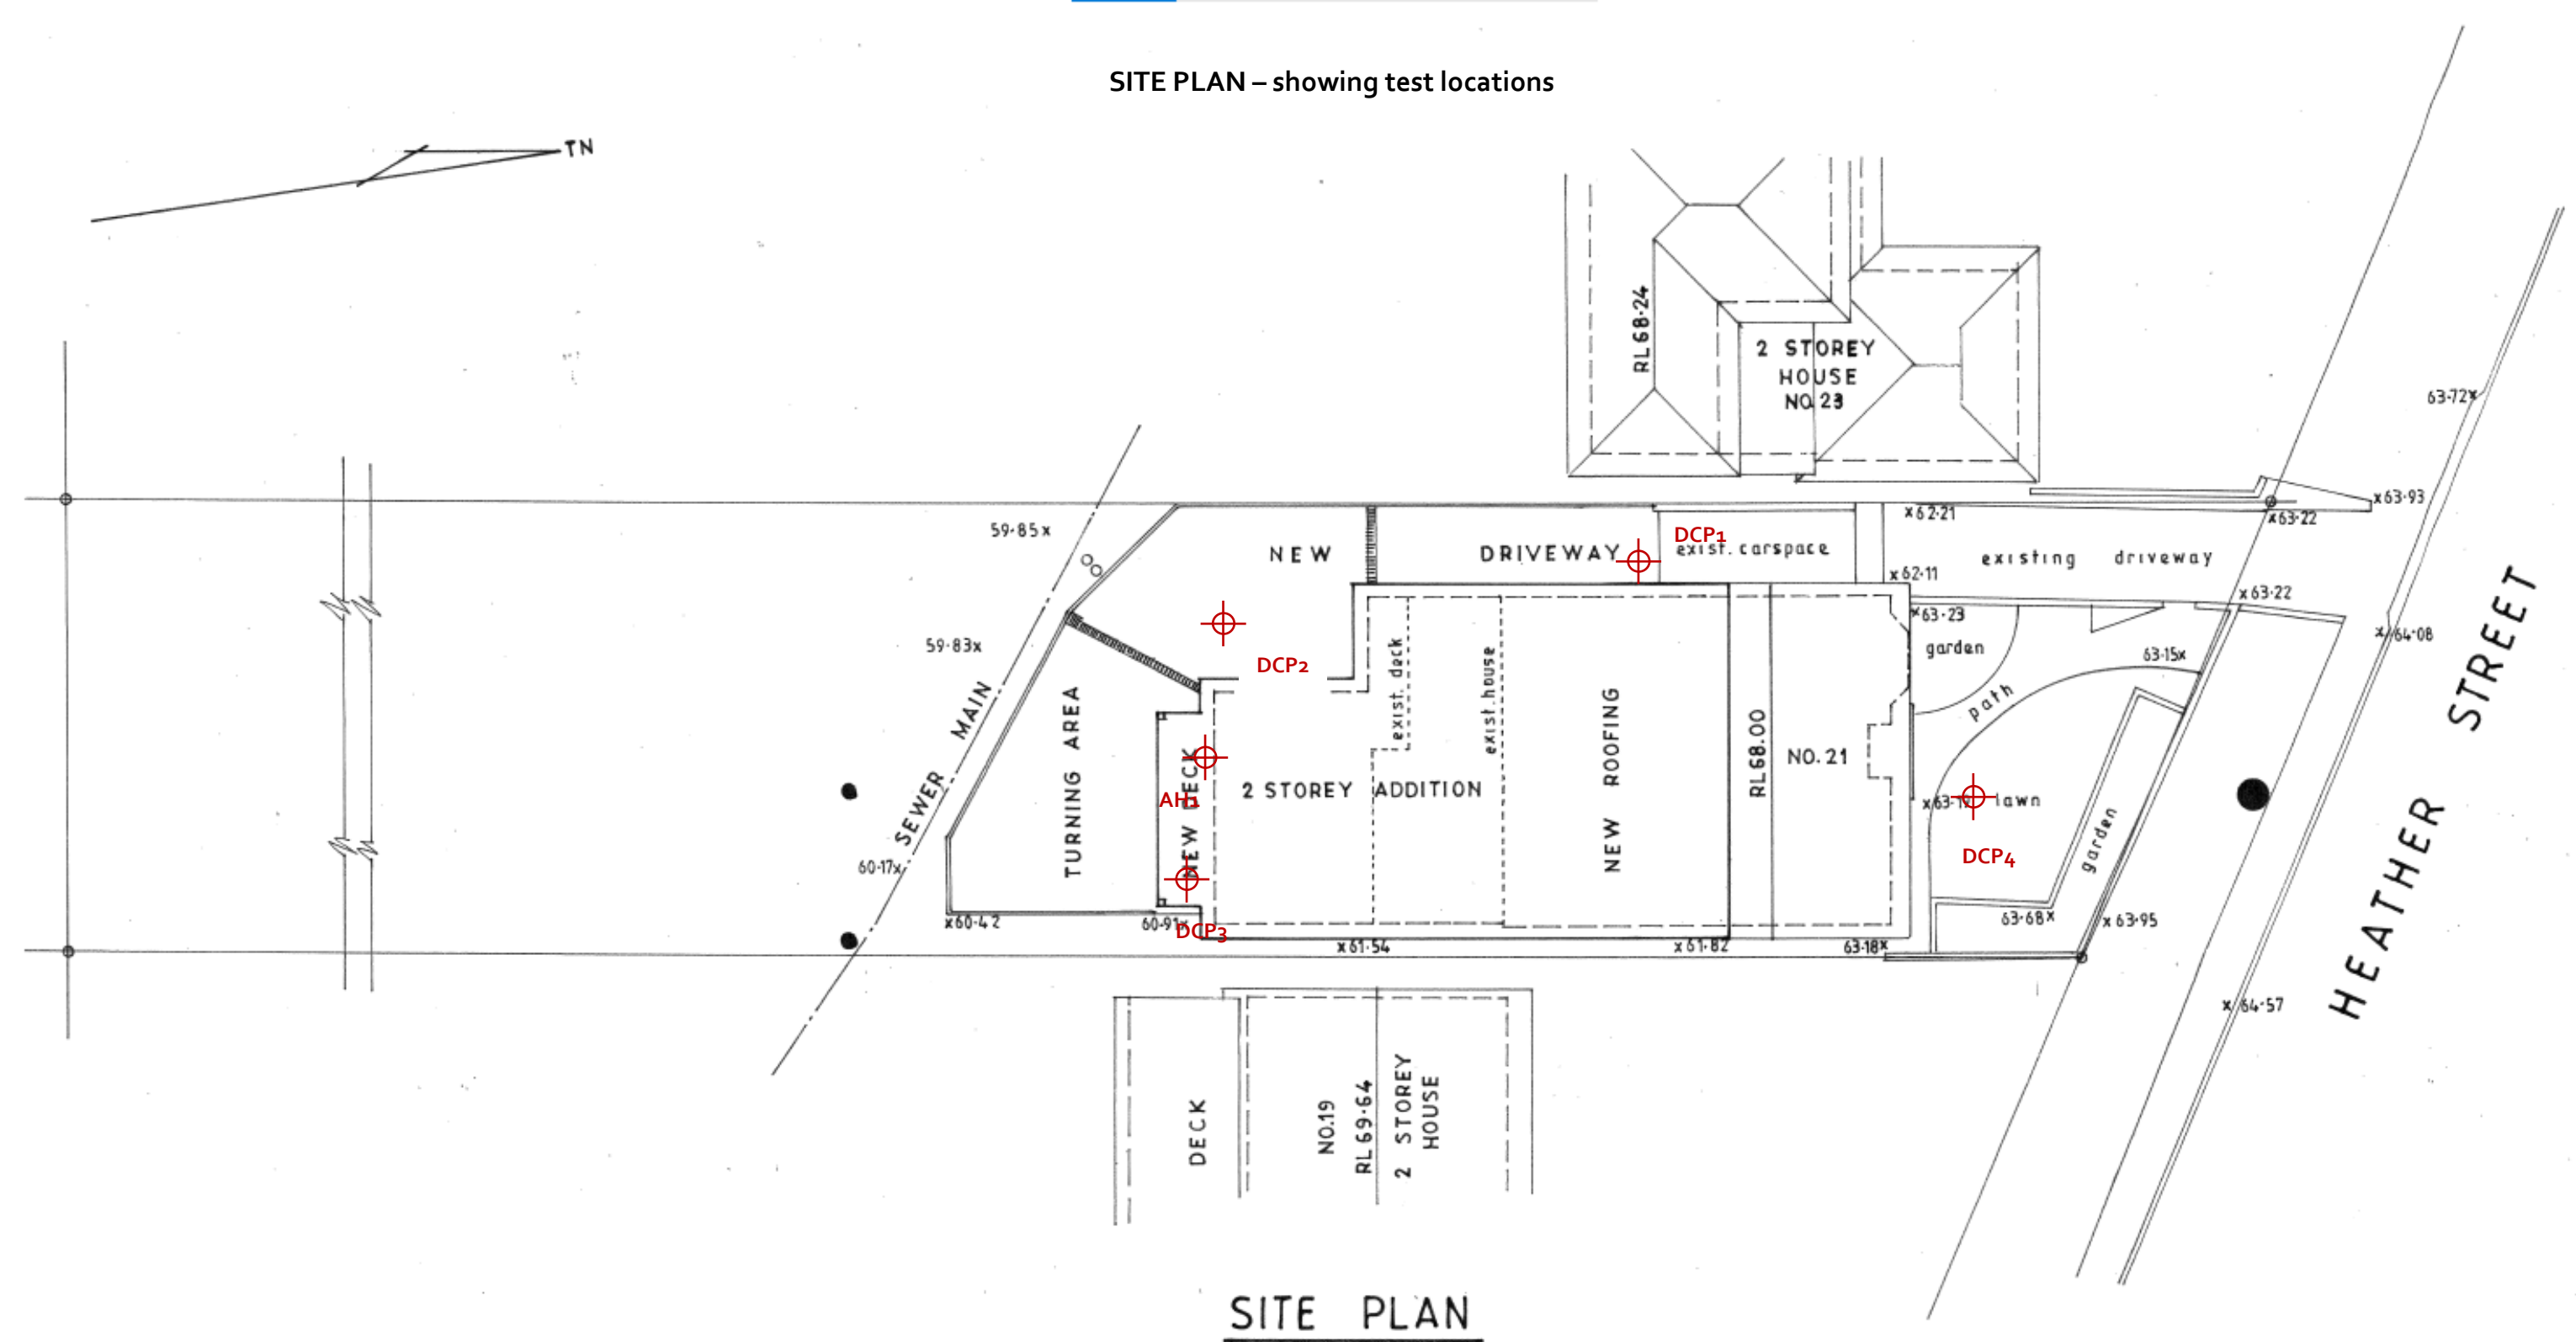 SITE PLAN – showing test locations
TN
RL68·24
2 STOREY
HOUSE
NO.23
63·72x
59·85x
x62·21
x63·93
x63·22
NEW
DRIVEWAY
DCP1
exist. carspace
existing driveway
x62·11
x63·22
59·83x
DCP2
x63·23
garden
x64·08
63·15x
path
SEWER MAIN
TURNING AREA
NEW DECK
AH1
exist. deck
exist. house
2 STOREY ADDITION
NEW ROOFING
RL68.00
NO. 21
lawn
DCP4
garden
HEATHER STREET
60·17x
x60·42
60·91x
DCP3
x61·54
x61·82
63·18x
63·68x
x63·95
x64·57
DECK
NO.19
RL69·64
2 STOREY
HOUSE
SITE PLAN